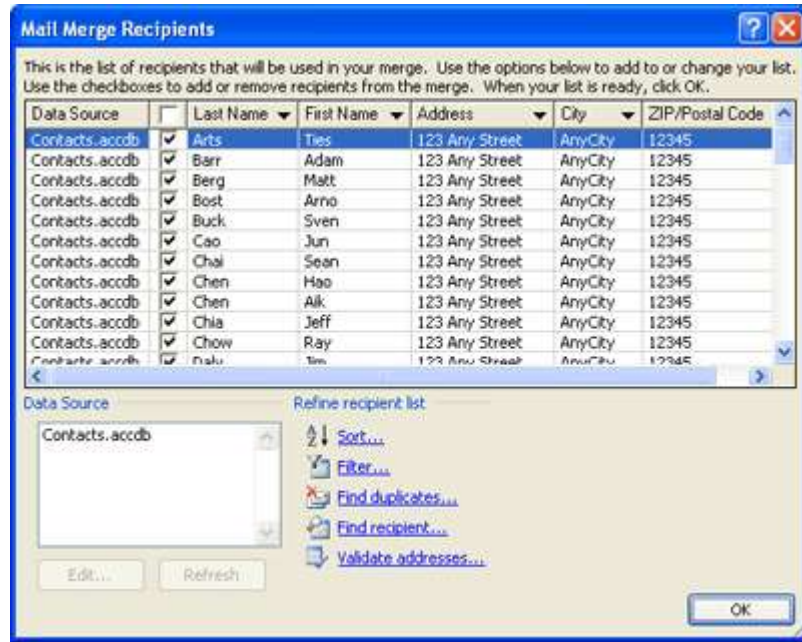 Mail Merge Recipients
This is the list of recipients that will be used in your merge. Use the options below to add to or change your list.
Use the checkboxes to add or remove recipients from the merge. When your list is ready, click OK.
Data Source Last Name First Name Address City ZIP/Postal Code
Contacts.accdb Arts Ties 123 Any Street AnyCity 12345
Contacts.accdb Barr Adam 123 Any Street AnyCity 12345
Contacts.accdb Berg Matt 123 Any Street AnyCity 12345
Contacts.accdb Bost Arno 123 Any Street AnyCity 12345
Contacts.accdb Buck Sven 123 Any Street AnyCity 12345
Contacts.accdb Cao Jun 123 Any Street AnyCity 12345
Contacts.accdb Chai Sean 123 Any Street AnyCity 12345
Contacts.accdb Chen Hao 123 Any Street AnyCity 12345
Contacts.accdb Chen Aik 123 Any Street AnyCity 12345
Contacts.accdb Chia Jeff 123 Any Street AnyCity 12345
Contacts.accdb Chow Ray 123 Any Street AnyCity 12345
Contacts.accdb Daly Jim 123 Any Street AnyCity 12345
Data Source Refine recipient list
Contacts.accdb
Sort...
Filter...
Find duplicates...
Find recipient...
Validate addresses...
Edit... Refresh
OK